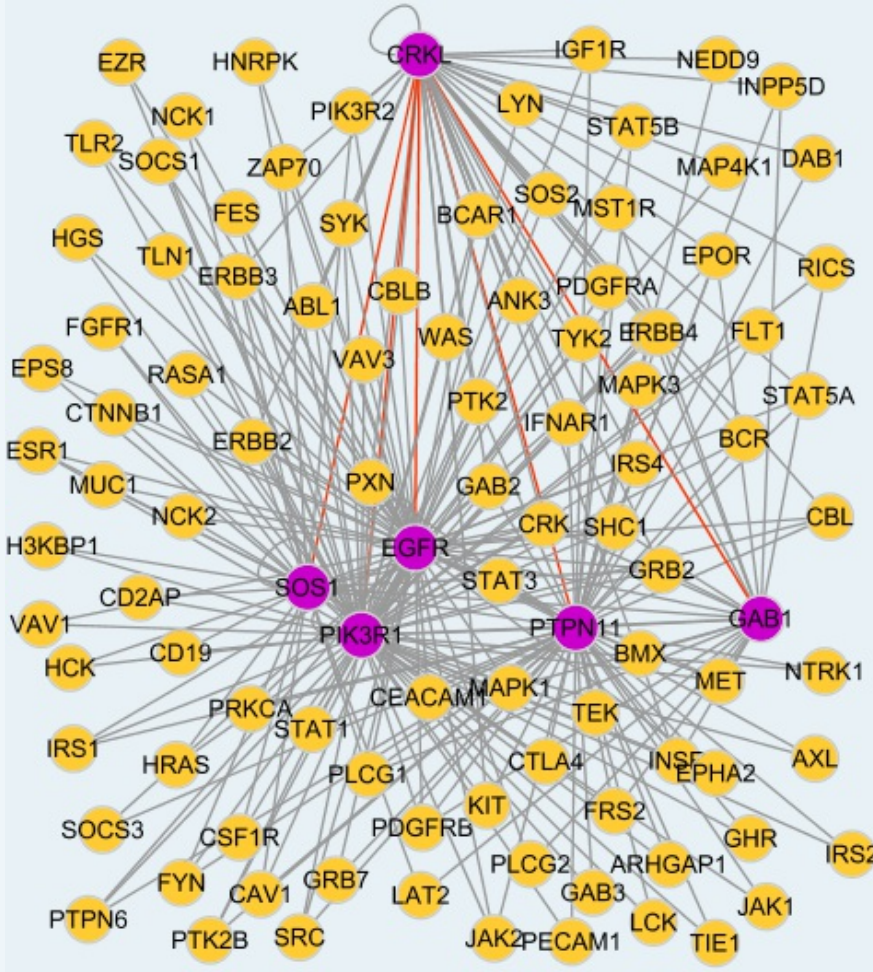 CRKL
IGF1R
NEDD9
EZR
HNRPK
INPP5D
PIK3R2
LYN
NCK1
STAT5B
TLR2
SOCS1
ZAP70
MAP4K1
DAB1
SOS2
FES
SYK
BCAR1
MST1R
HGS
TLN1
ERBB3
EPOR
RICS
ABL1
CBLB
ANK3
PDGFRA
FGFR1
WAS
TYK2
ERBB4
FLT1
EPS8
RASA1
VAV3
MAPK3
STAT5A
CTNNB1
PTK2
IFNAR1
ESR1
ERBB2
BCR
MUC1
PXN
GAB2
IRS4
NCK2
CRK
SHC1
CBL
H3KBP1
EGFR
SOS1
STAT3
GRB2
CD2AP
VAV1
PIK3R1
PTPN11
GAB1
HCK
CD19
BMX
NTRK1
CEACAM1
MAPK1
MET
PRKCA
STAT1
TEK
IRS1
HRAS
PLCG1
CTLA4
INSR
EPHA2
AXL
SOCS3
CSF1R
PDGFRB
KIT
FRS2
GHR
IRS2
FYN
CAV1
GRB7
LAT2
PLCG2
GAB3
ARHGAP1
PTPN6
PTK2B
SRC
JAK2
PECAM1
LCK
TIE1
JAK1